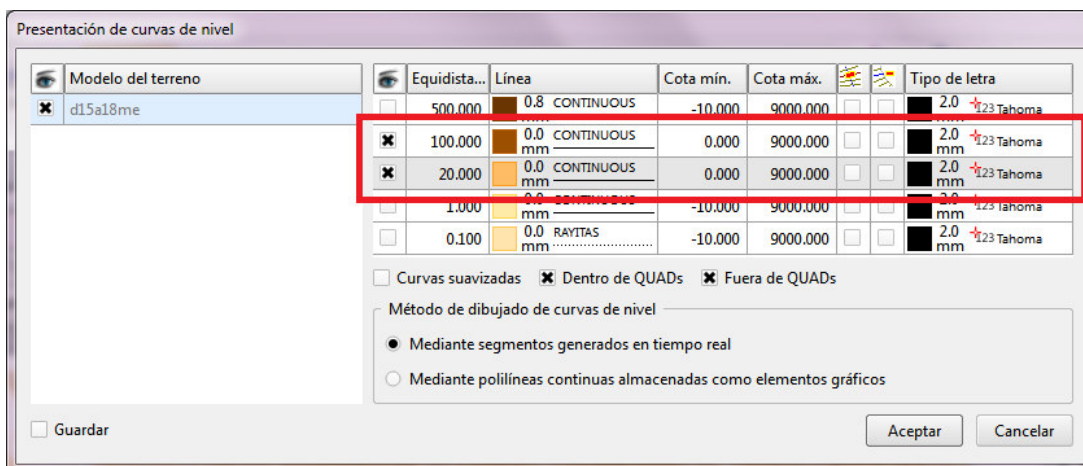 Presentación de curvas de nivel
Modelo del terreno
d15a18me
Equidista... Línea Cota mín. Cota máx. Tipo de letra
500.000 0.8 CONTINUOUS -10.000 9000.000 2.0 123 Tahoma
100.000 0.0 mm CONTINUOUS 0.000 9000.000 2.0 mm 123 Tahoma
20.000 0.0 mm CONTINUOUS 0.000 9000.000 2.0 mm 123 Tahoma
1.000 0.0 mm CONTINUOUS -10.000 9000.000 2.0 mm 123 Tahoma
0.100 0.0 mm RAYITAS -10.000 9000.000 2.0 mm 123 Tahoma
Curvas suavizadas Dentro de QUADs Fuera de QUADs
Método de dibujado de curvas de nivel
Mediante segmentos generados en tiempo real
Mediante polilíneas continuas almacenadas como elementos gráficos
Guardar Aceptar Cancelar